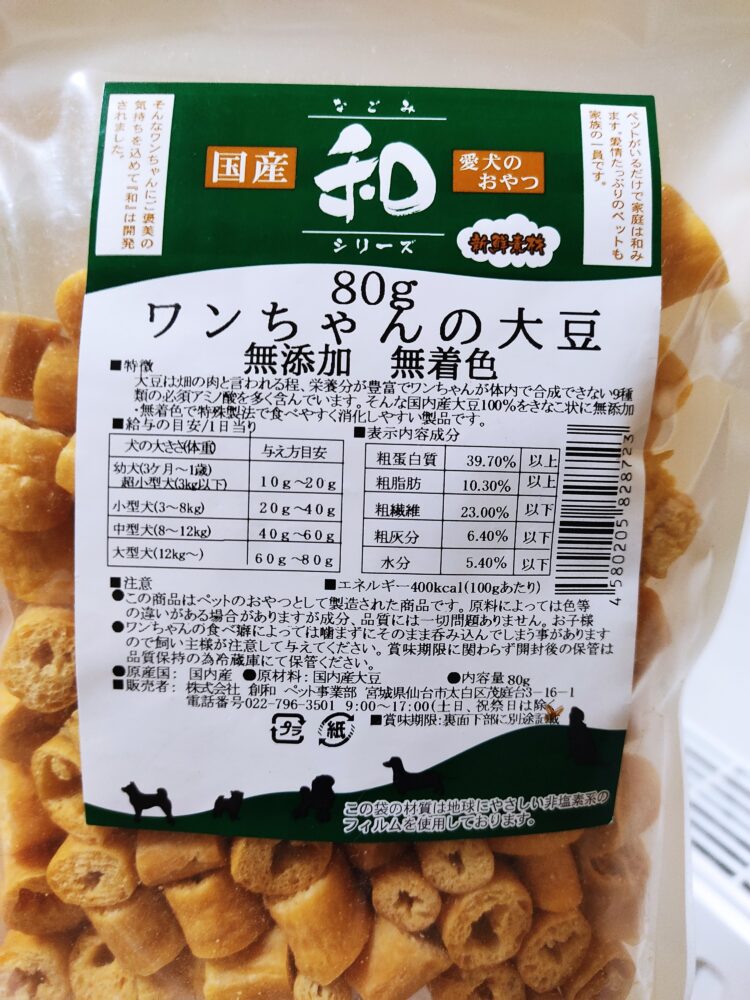 なごみ
和
シリーズ
国産
愛犬の
おやつ
新鮮素材
ペットがいるだけで家庭は和み
ます。愛情たっぷりのペットも
家族の一員です。
そんなワンちゃんにご褒美の
気持ちを込めて『和』は開発
されました。
80g
ワンちゃんの大豆
無添加 無着色
■特徴
大豆は畑の肉と言われる程、栄養分が豊富でワンちゃんが体内で合成できない9種
類の必須アミノ酸を多く含んでいます。そんな国内産大豆100%をきなこ状に無添加
・無着色で特殊製法で食べやすく消化しやすい製品です。
■給与の目安/1日当り
犬の大きさ(体重) 与え方目安
幼犬(3ケ月〜1歳)
超小型犬(3kg以下) 10g〜20g
小型犬(3〜8kg) 20g〜40g
中型犬(8〜12kg) 40g〜60g
大型犬(12kg〜) 60g〜80g
■表示内容成分
粗蛋白質 39.70% 以上
粗脂肪 10.30% 以上
粗繊維 23.00% 以下
粗灰分 6.40% 以下
水分 5.40% 以下
4580205828723
■エネルギー400kcal(100gあたり)
■注意
●この商品はペットのおやつとして製造された商品です。原料によっては色等
の違いがある場合がありますが成分、品質には一切問題ありません。お子様
●ワンちゃんの食べ癖によっては噛まずにそのまま呑み込んでしまう事があります
ので飼い主様が注意して与えてください。賞味期限に関わらず開封後の保管は
品質保持の為冷蔵庫にて保管ください。
●原産国: 国内産 ●原材料:国内産大豆 ●内容量80g
■販売者: 株式会社 創和 ペット事業部 宮城県仙台市太白区茂庭台3-16-1
電話番号022-796-3501 9:00〜17:00(土日、祝祭日は除
■賞味期限:裏面下部に別途記載
プラ
紙
この袋の材質は地球にやさしい非塩素系の
フィルムを使用しております。